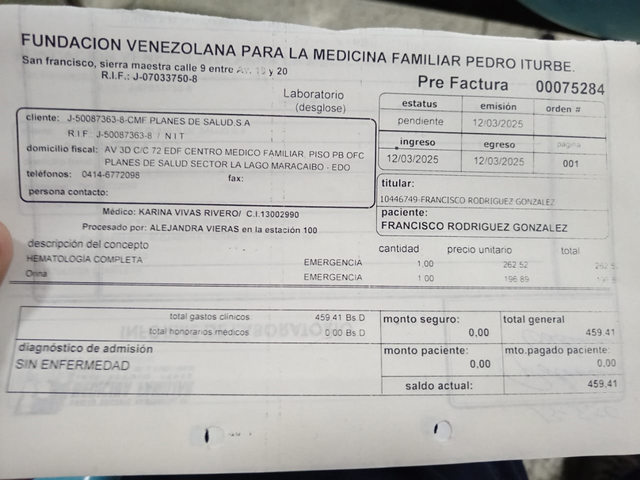 FUNDACION VENEZOLANA PARA LA MEDICINA FAMILIAR PEDRO ITURBE.
San francisco, sierra maestra calle 9 entre Av. 19 y 20
R.I.F.: J-07033750-8
Laboratorio
(desglose)
Pre Factura 00075284
estatus emisión orden #
pendiente 12/03/2025
ingreso egreso pagina
12/03/2025 12/03/2025 001
cliente: J-50087363-8-CMF PLANES DE SALUD,S.A
R.I.F J-50087363-8 / N I T
domicilio fiscal: AV 3D C/C 72 EDF CENTRO MEDICO FAMILIAR. PISO PB OFC
PLANES DE SALUD SECTOR LA LAGO MARACAIBO - EDO
teléfonos: 0414-6772098 fax:
persona contacto:
titular:
10446749-FRANCISCO RODRIGUEZ GONZALEZ
paciente:
FRANCISCO RODRIGUEZ GONZALEZ
Médico: KARINA VIVAS RIVERO/ C.I.13002990
Procesado por: ALEJANDRA VIERAS en la estación 100
descripción del concepto cantidad precio unitario total
HEMATOLOGÍA COMPLETA EMERGENCIA 1,00 262.52 262.5
Orina EMERGENCIA 1 00 196.89
total gastos clínicos 459.41 Bs.D
total honorarios médicos 0.00 Bs.D
monto seguro: total general
0,00 459.41
diagnóstico de admisión
SIN ENFERMEDAD
monto paciente: mto.pagado paciente:
0,00 0.00
saldo actual: 459,41